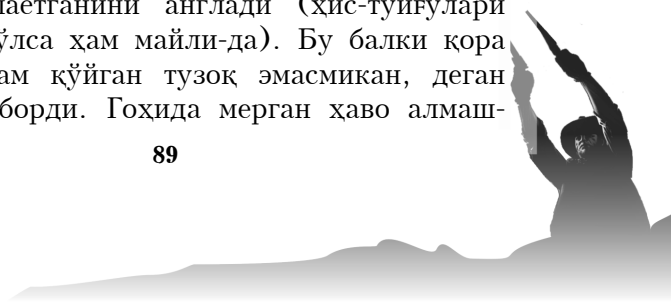 лаётганини англади (ҳис-туйғулари
ўлса ҳам майли-да). Бу балки қора
ам қўйган тузоқ эмасмикан, деган
борди. Гоҳида мерган ҳаво алмаш-
89